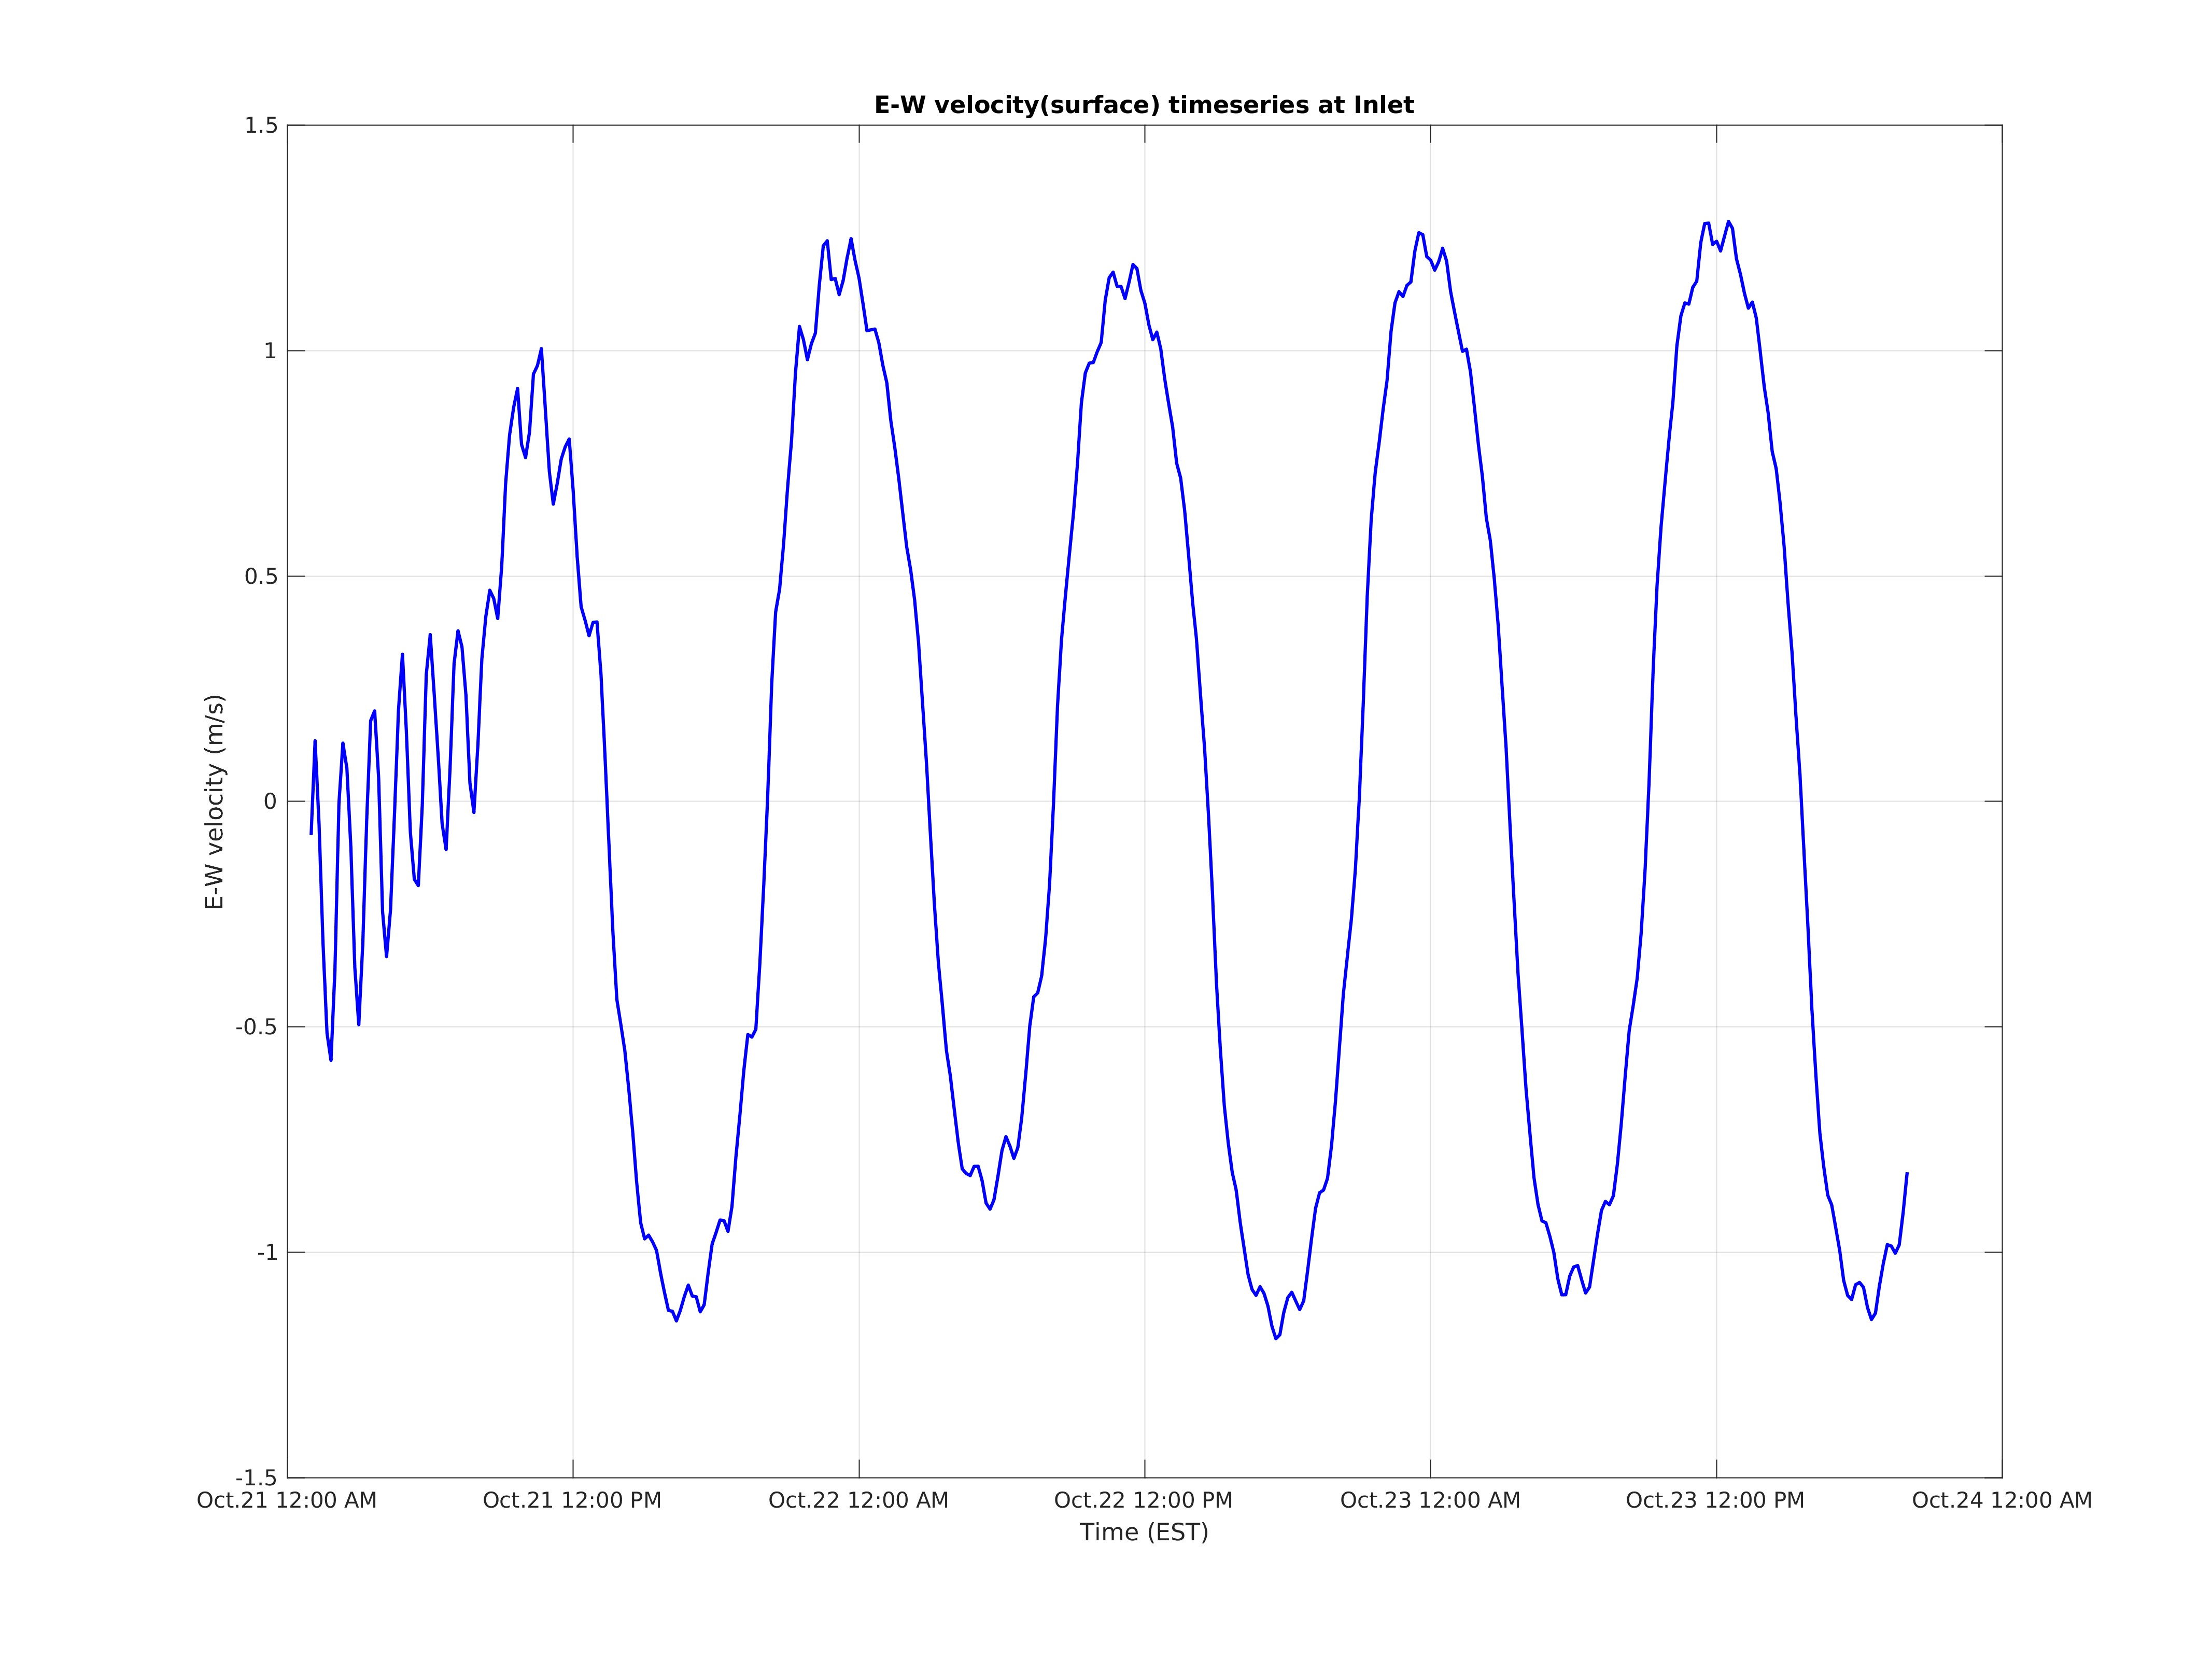 E-W velocity(surface) timeseries at Inlet
1.5
1
0.5
0
-0.5
-1
-1.5
E-W velocity (m/s)
Oct.21 12:00 AM Oct.21 12:00 PM Oct.22 12:00 AM Oct.22 12:00 PM Oct.23 12:00 AM Oct.23 12:00 PM Oct.24 12:00 AM
Time (EST)